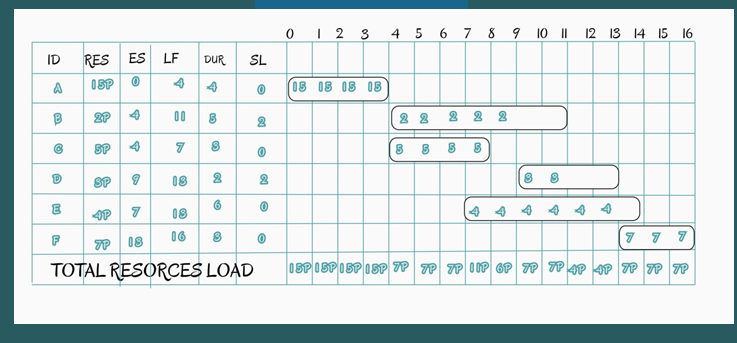 0 1 2 3 4 5 6 7 8 9 10 11 12 13 14 15 16
ID RES ES LF DUR SL
A 15P 0 4 4 0 15 15 15 15
B 2P 4 11 5 2 2 2 2 2 2
C 5P 4 7 3 0 5 5 5 5
D 3P 9 13 2 2 3 3
E 4P 7 13 6 0 4 4 4 4 4 4
F 7P 13 16 3 0 7 7 7
TOTAL RESORCES LOAD 15P 15P 15P 15P 7P 7P 7P 11P 6P 7P 7P 4P 4P 7P 7P 7P